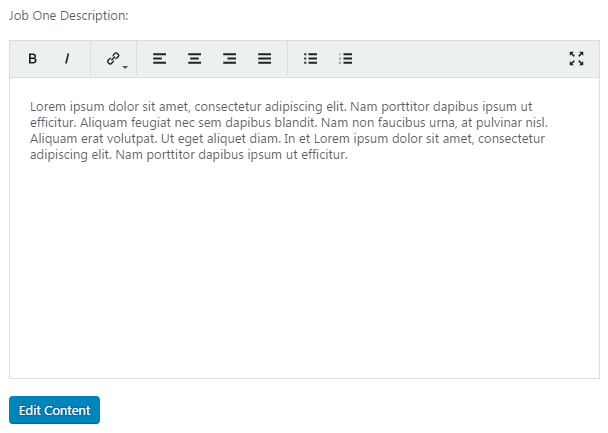 Job One Description:
B I
Lorem ipsum dolor sit amet, consectetur adipiscing elit. Nam porttitor dapibus ipsum ut
efficitur. Aliquam feugiat nec sem dapibus blandit. Nam non faucibus urna, at pulvinar nisl.
Aliquam erat volutpat. Ut eget aliquet diam. In et Lorem ipsum dolor sit amet, consectetur
adipiscing elit. Nam porttitor dapibus ipsum ut efficitur.
Edit Content